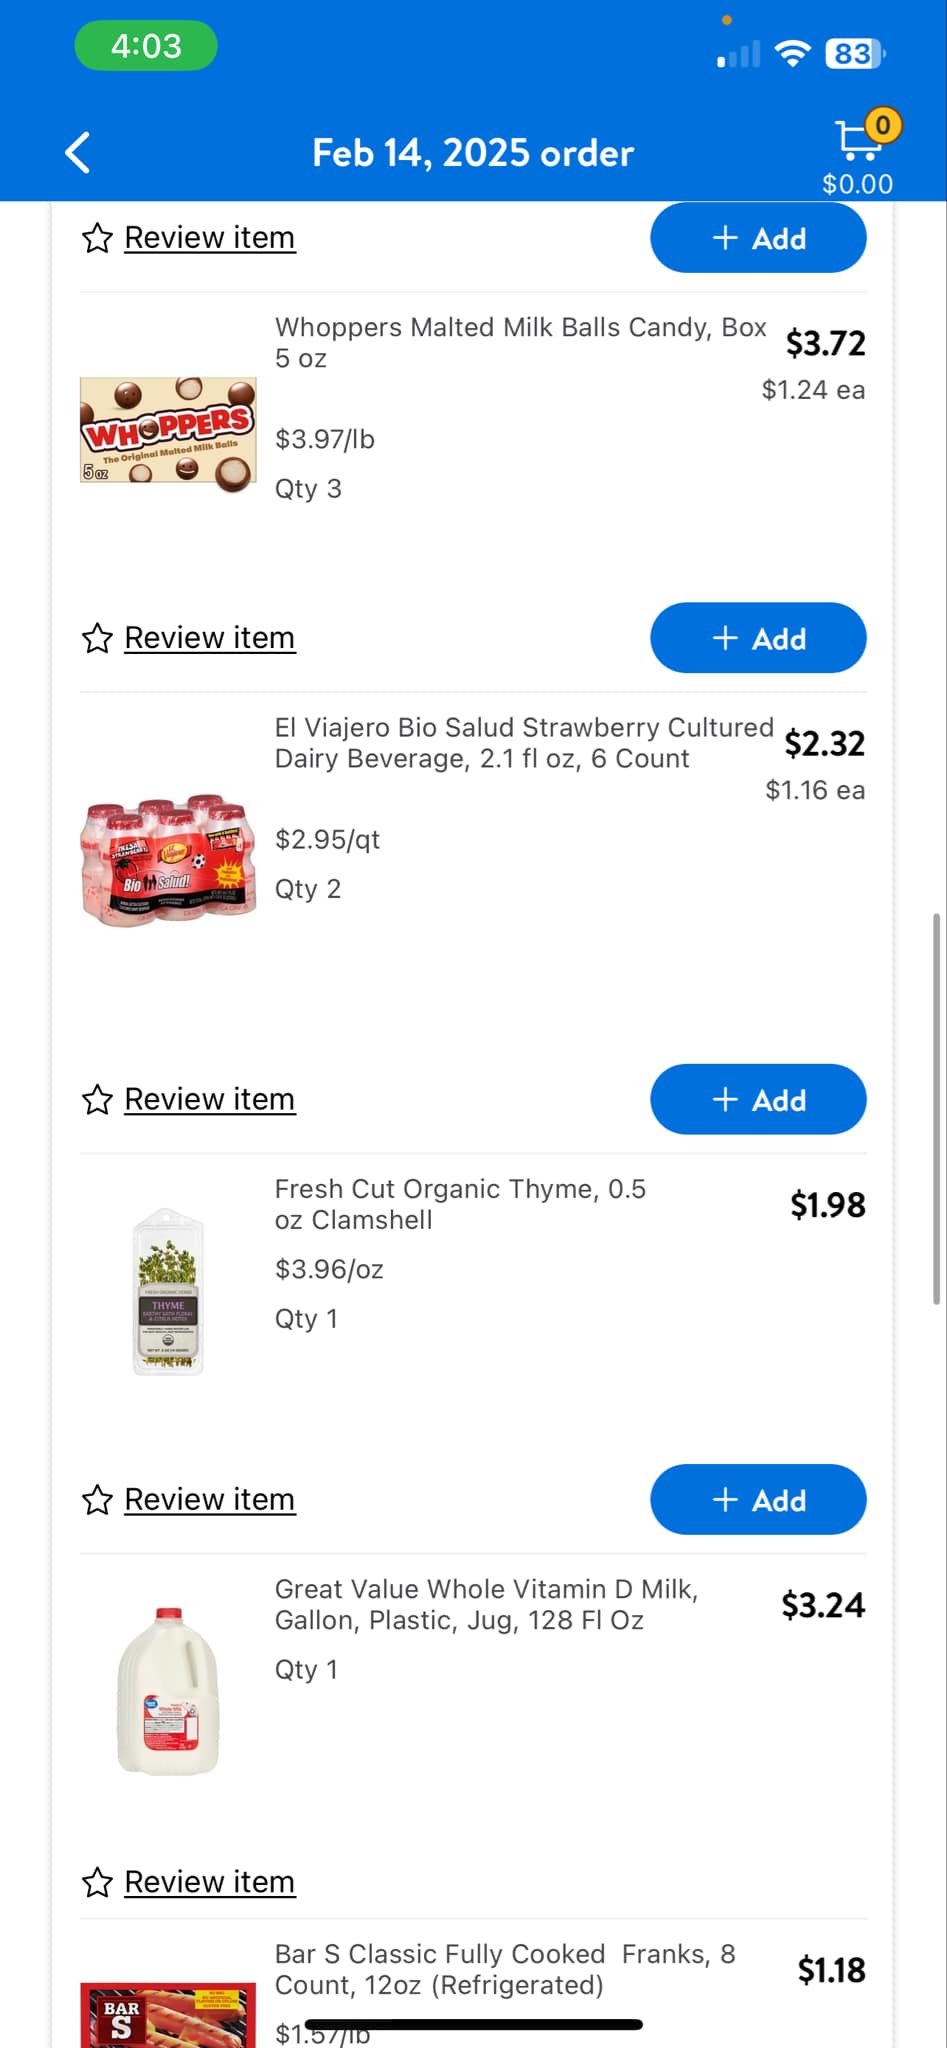 4:03
83
Feb 14, 2025 order
0
$0.00
Review item
+ Add
Whoppers Malted Milk Balls Candy, Box
5 oz
$3.72
$1.24 ea
WHOPPERS
The Original Malted Milk Balls
5 oz
$3.97/lb
Qty 3
Review item
+ Add
El Viajero Bio Salud Strawberry Cultured
Dairy Beverage, 2.1 fl oz, 6 Count
$2.32
$1.16 ea
Bio Salud!
$2.95/qt
Qty 2
Review item
+ Add
Fresh Cut Organic Thyme, 0.5
oz Clamshell
$1.98
THYME
$3.96/oz
Qty 1
Review item
+ Add
Great Value Whole Vitamin D Milk,
Gallon, Plastic, Jug, 128 Fl Oz
$3.24
Qty 1
Review item
Bar S Classic Fully Cooked  Franks, 8
Count, 12oz (Refrigerated)
$1.18
BAR
S
$1.57/lb